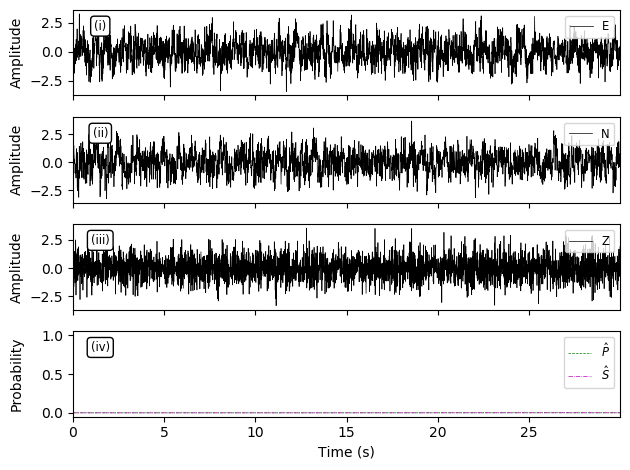 Amplitude
2.5
0.0
−2.5
(i)
E
Amplitude
2.5
0.0
−2.5
(ii)
N
Amplitude
2.5
0.0
−2.5
(iii)
Z
Probability
1.0
0.5
0.0
(iv)
P̂
Ŝ
0 5 10 15 20 25
Time (s)